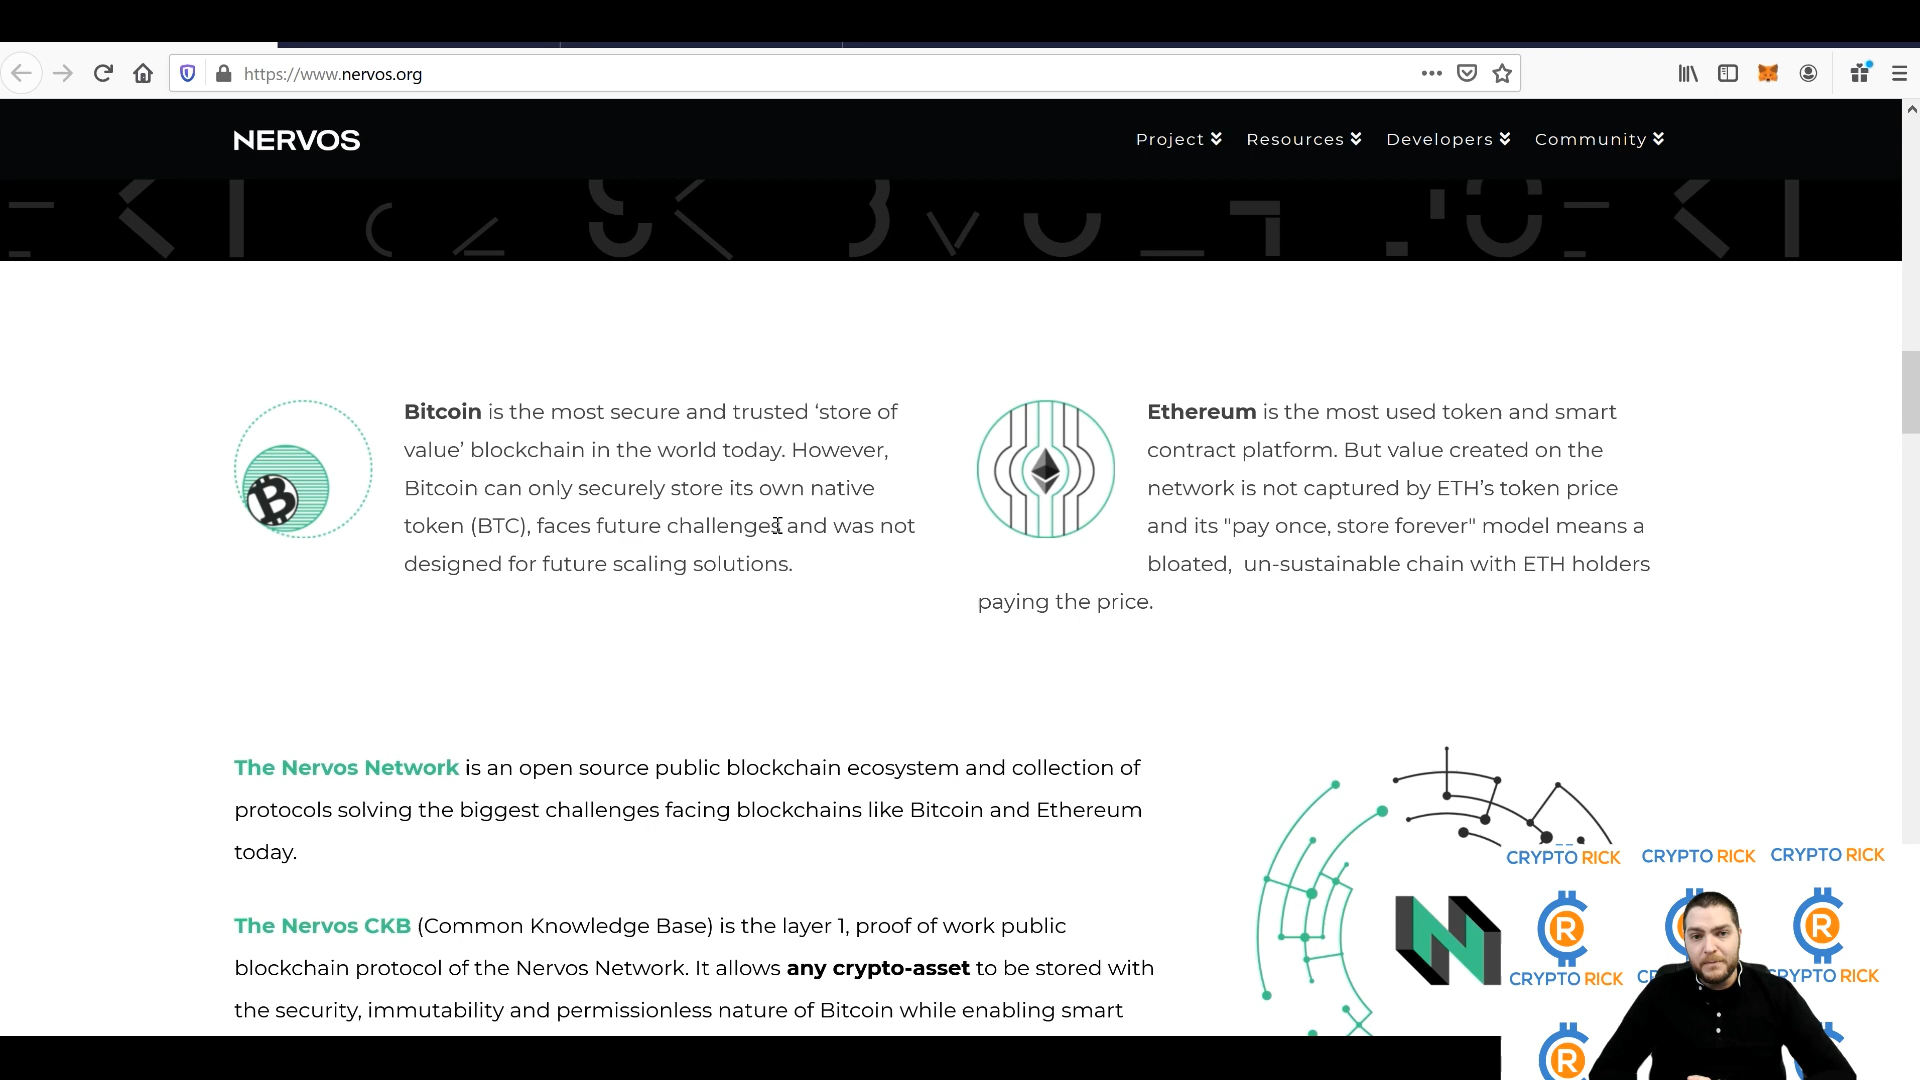 https://www.nervos.org
NERVOS
Project
Resources
Developers
Community
Bitcoin is the most secure and trusted ‘store of
value’ blockchain in the world today. However,
Bitcoin can only securely store its own native
token (BTC), faces future challenges and was not
designed for future scaling solutions.
Ethereum is the most used token and smart
contract platform. But value created on the
network is not captured by ETH’s token price
and its "pay once, store forever" model means a
bloated, un-sustainable chain with ETH holders
paying the price.
The Nervos Network is an open source public blockchain ecosystem and collection of
protocols solving the biggest challenges facing blockchains like Bitcoin and Ethereum
today.
The Nervos CKB (Common Knowledge Base) is the layer 1, proof of work public
blockchain protocol of the Nervos Network. It allows any crypto-asset to be stored with
the security, immutability and permissionless nature of Bitcoin while enabling smart
CRYPTO RICK
CRYPTO RICK
CRYPTO RICK
CRYPTO RICK
CRYPTO RICK